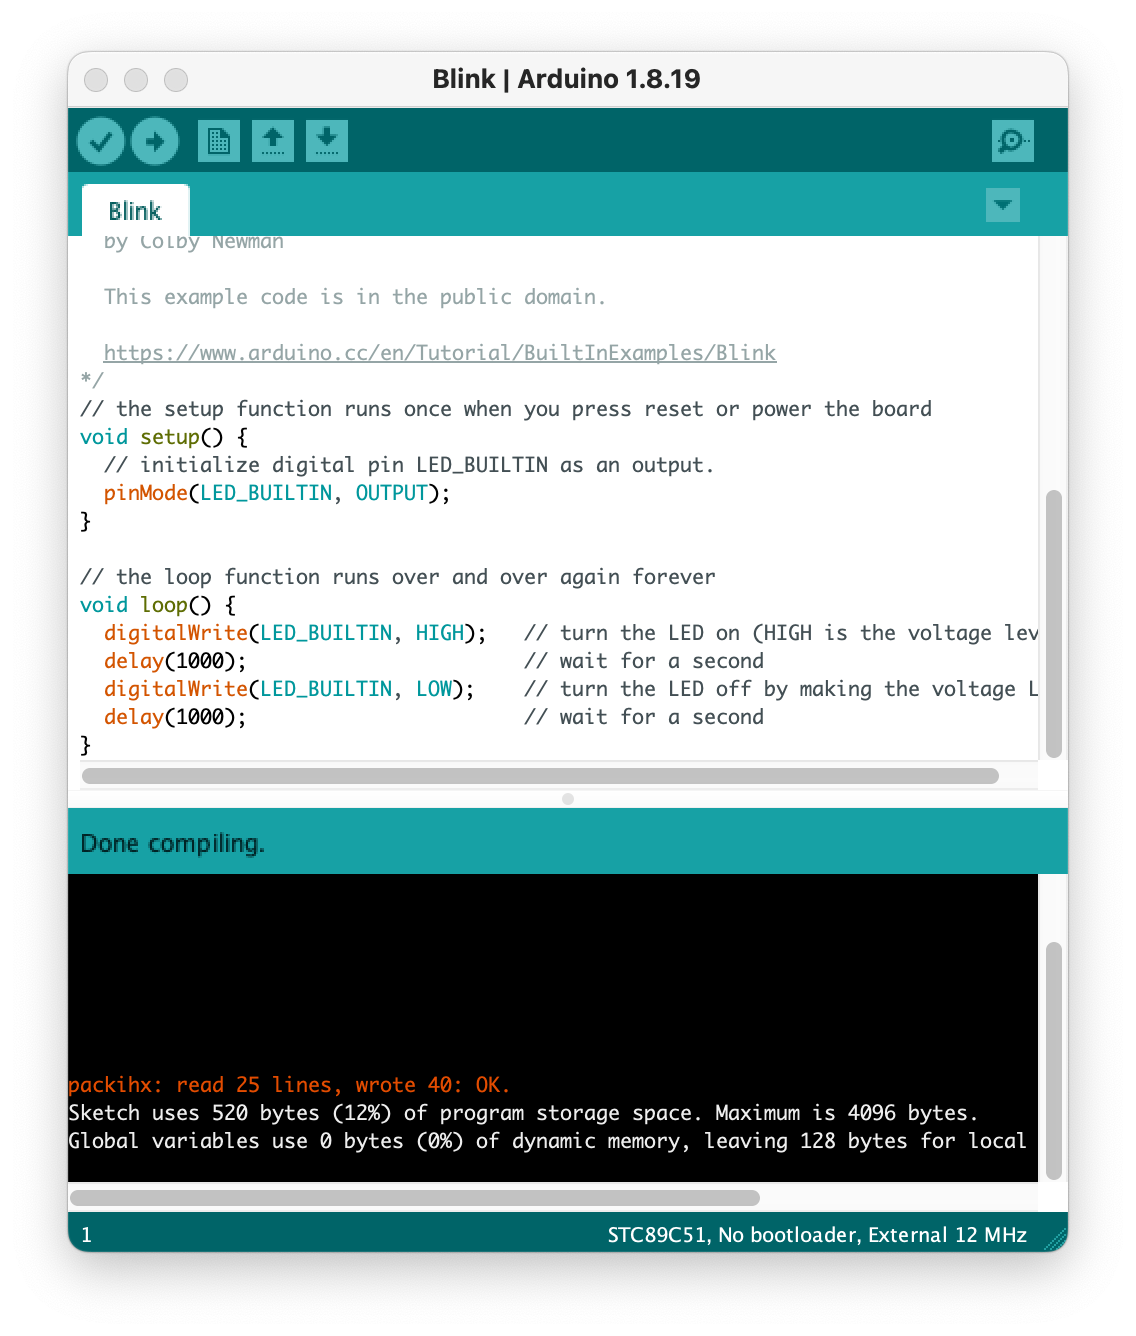 Blink | Arduino 1.8.19
Blink
by Colby Newman
This example code is in the public domain.
https://www.arduino.cc/en/Tutorial/BuiltInExamples/Blink
*/
// the setup function runs once when you press reset or power the board
void setup() {
  // initialize digital pin LED_BUILTIN as an output.
  pinMode(LED_BUILTIN, OUTPUT);
}
// the loop function runs over and over again forever
void loop() {
  digitalWrite(LED_BUILTIN, HIGH);   // turn the LED on (HIGH is the voltage lev
  delay(1000);                       // wait for a second
  digitalWrite(LED_BUILTIN, LOW);    // turn the LED off by making the voltage L
  delay(1000);                       // wait for a second
}
Done compiling.
packihx: read 25 lines, wrote 40: OK.
Sketch uses 520 bytes (12%) of program storage space. Maximum is 4096 bytes.
Global variables use 0 bytes (0%) of dynamic memory, leaving 128 bytes for local
1 STC89C51, No bootloader, External 12 MHz